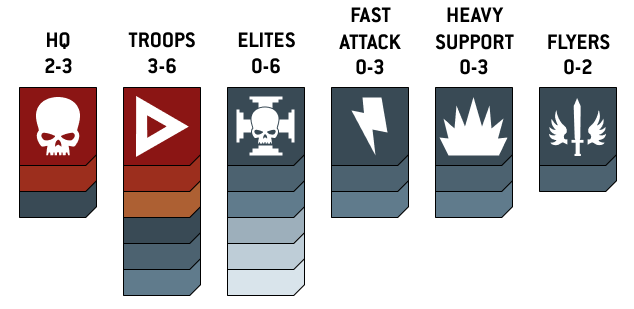 HQ
2-3
TROOPS
3-6
ELITES
0-6
FAST
ATTACK
0-3
HEAVY
SUPPORT
0-3
FLYERS
0-2